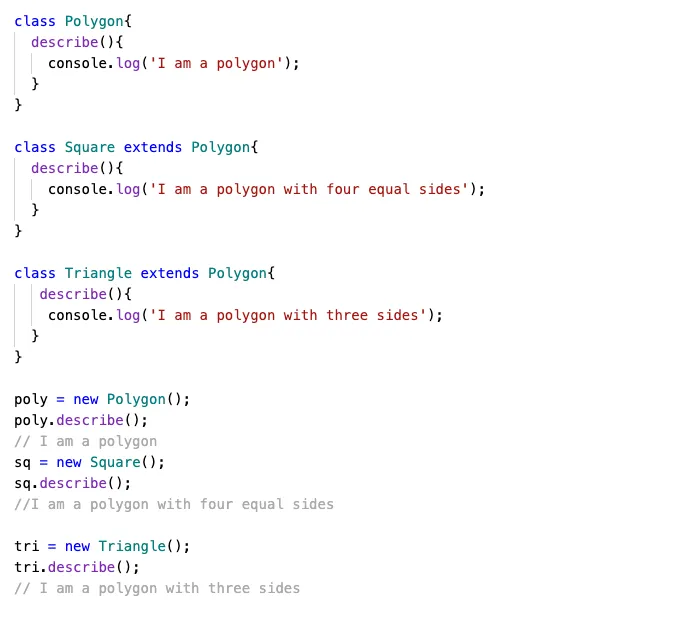 class Polygon{
  describe(){
    console.log('I am a polygon');
  }
}

class Square extends Polygon{
  describe(){
    console.log('I am a polygon with four equal sides');
  }
}

class Triangle extends Polygon{
   describe(){
    console.log('I am a polygon with three sides');
  }
}

poly = new Polygon();
poly.describe();
// I am a polygon
sq = new Square();
sq.describe();
//I am a polygon with four equal sides

tri = new Triangle();
tri.describe();
// I am a polygon with three sides